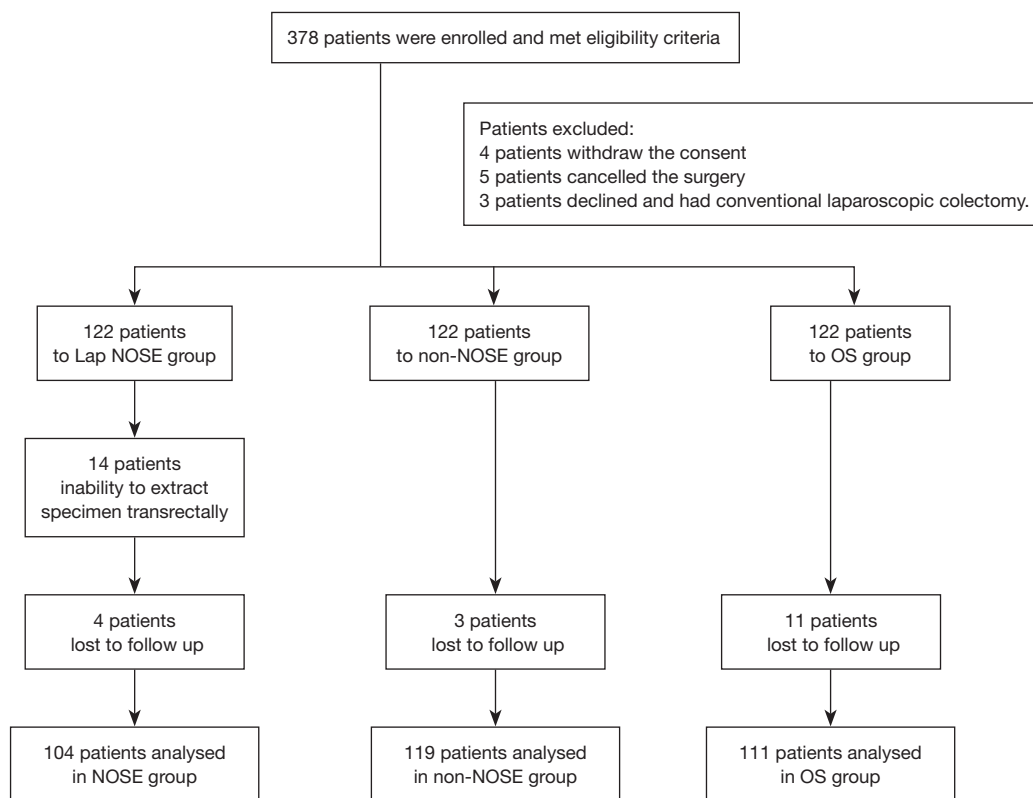 378 patients were enrolled and met eligibility criteria
Patients excluded:
4 patients withdraw the consent
5 patients cancelled the surgery
3 patients declined and had conventional laparoscopic colectomy.
122 patients
to Lap NOSE group
122 patients
to non-NOSE group
122 patients
to OS group
14 patients
inability to extract
specimen transrectally
4 patients
lost to follow up
3 patients
lost to follow up
11 patients
lost to follow up
104 patients analysed
in NOSE group
119 patients analysed
in non-NOSE group
111 patients analysed
in OS group